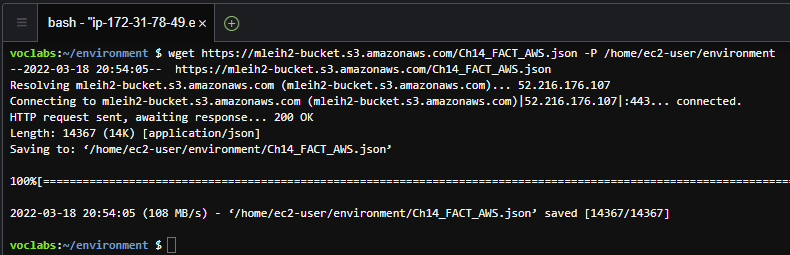 bash - "ip-172-31-78-49.e ×
voclabs:~/environment $ wget https://mleih2-bucket.s3.amazonaws.com/Ch14_FACT_AWS.json -P /home/ec2-user/environment
--2022-03-18 20:54:05--  https://mleih2-bucket.s3.amazonaws.com/Ch14_FACT_AWS.json
Resolving mleih2-bucket.s3.amazonaws.com (mleih2-bucket.s3.amazonaws.com)... 52.216.176.107
Connecting to mleih2-bucket.s3.amazonaws.com (mleih2-bucket.s3.amazonaws.com)|52.216.176.107|:443... connected.
HTTP request sent, awaiting response... 200 OK
Length: 14367 (14K) [application/json]
Saving to: ‘/home/ec2-user/environment/Ch14_FACT_AWS.json’
100%[==========================================================================================================
2022-03-18 20:54:05 (108 MB/s) - ‘/home/ec2-user/environment/Ch14_FACT_AWS.json’ saved [14367/14367]
voclabs:~/environment $